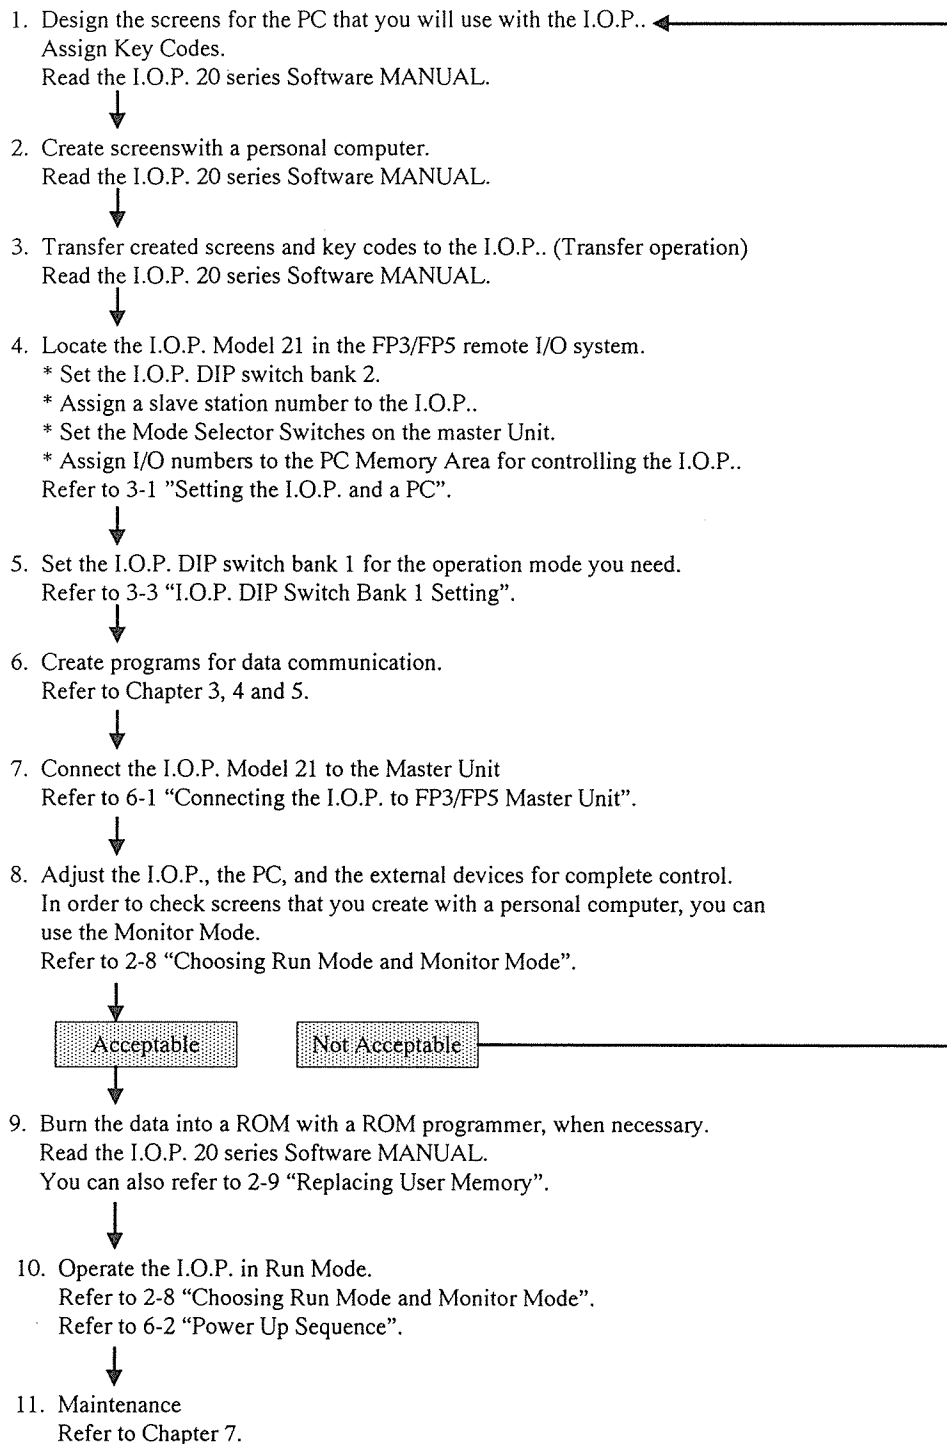 1. Design the screens for the PC that you will use with the I.O.P..
Assign Key Codes.
Read the I.O.P. 20 series Software MANUAL.
2. Create screenswith a personal computer.
Read the I.O.P. 20 series Software MANUAL.
3. Transfer created screens and key codes to the I.O.P.. (Transfer operation)
Read the I.O.P. 20 series Software MANUAL.
4. Locate the I.O.P. Model 21 in the FP3/FP5 remote I/O system.
* Set the I.O.P. DIP switch bank 2.
* Assign a slave station number to the I.O.P..
* Set the Mode Selector Switches on the master Unit.
* Assign I/O numbers to the PC Memory Area for controlling the I.O.P..
Refer to 3-1 ”Setting the I.O.P. and a PC”.
5. Set the I.O.P. DIP switch bank 1 for the operation mode you need.
Refer to 3-3 “I.O.P. DIP Switch Bank 1 Setting”.
6. Create programs for data communication.
Refer to Chapter 3, 4 and 5.
7. Connect the I.O.P. Model 21 to the Master Unit
Refer to 6-1 “Connecting the I.O.P. to FP3/FP5 Master Unit”.
8. Adjust the I.O.P., the PC, and the external devices for complete control.
In order to check screens that you create with a personal computer, you can
use the Monitor Mode.
Refer to 2-8 “Choosing Run Mode and Monitor Mode”.
Acceptable
Not Acceptable
9. Burn the data into a ROM with a ROM programmer, when necessary.
Read the I.O.P. 20 series Software MANUAL.
You can also refer to 2-9 “Replacing User Memory”.
10. Operate the I.O.P. in Run Mode.
Refer to 2-8 “Choosing Run Mode and Monitor Mode”.
Refer to 6-2 “Power Up Sequence”.
11. Maintenance
Refer to Chapter 7.